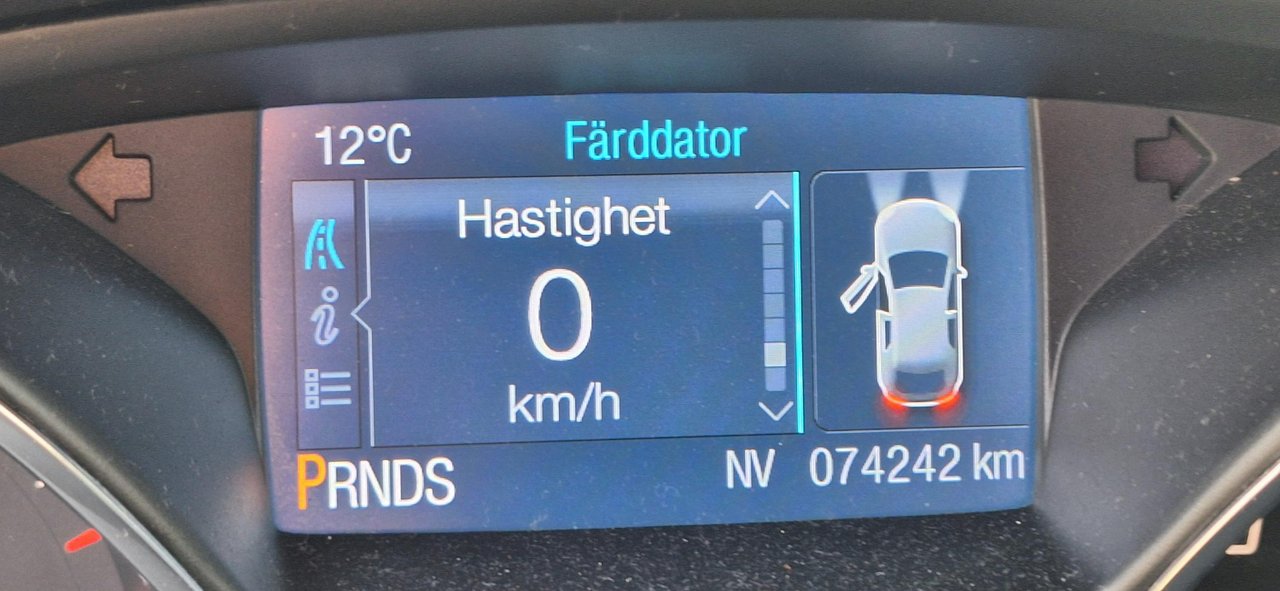 12°C Färddator
Hastighet
0
km/h
PRNDS NV 074242 km